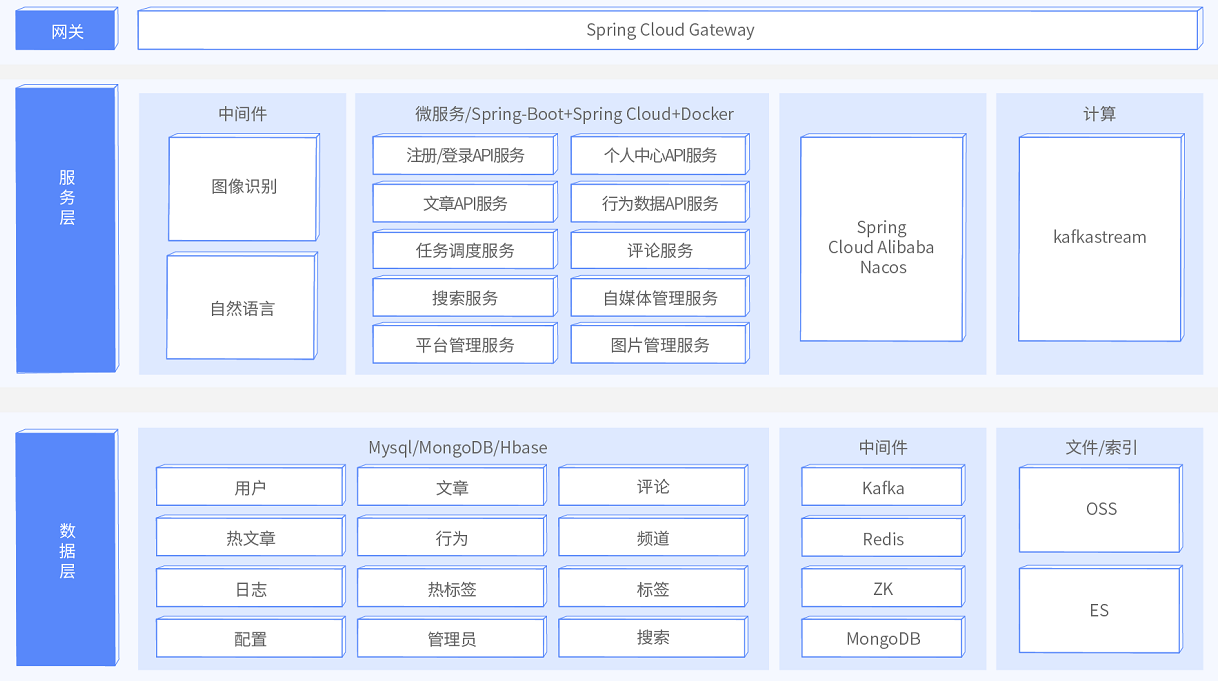 网关
Spring Cloud Gateway
服
务
层
中间件
图像识别
自然语言
微服务/Spring-Boot+Spring Cloud+Docker
注册/登录API服务
个人中心API服务
文章API服务
行为数据API服务
任务调度服务
评论服务
搜索服务
自媒体管理服务
平台管理服务
图片管理服务
Spring
Cloud Alibaba
Nacos
计算
kafkastream
数
据
层
Mysql/MongoDB/Hbase
用户
文章
评论
热文章
行为
频道
日志
热标签
标签
配置
管理员
搜索
中间件
Kafka
Redis
ZK
MongoDB
文件/索引
OSS
ES